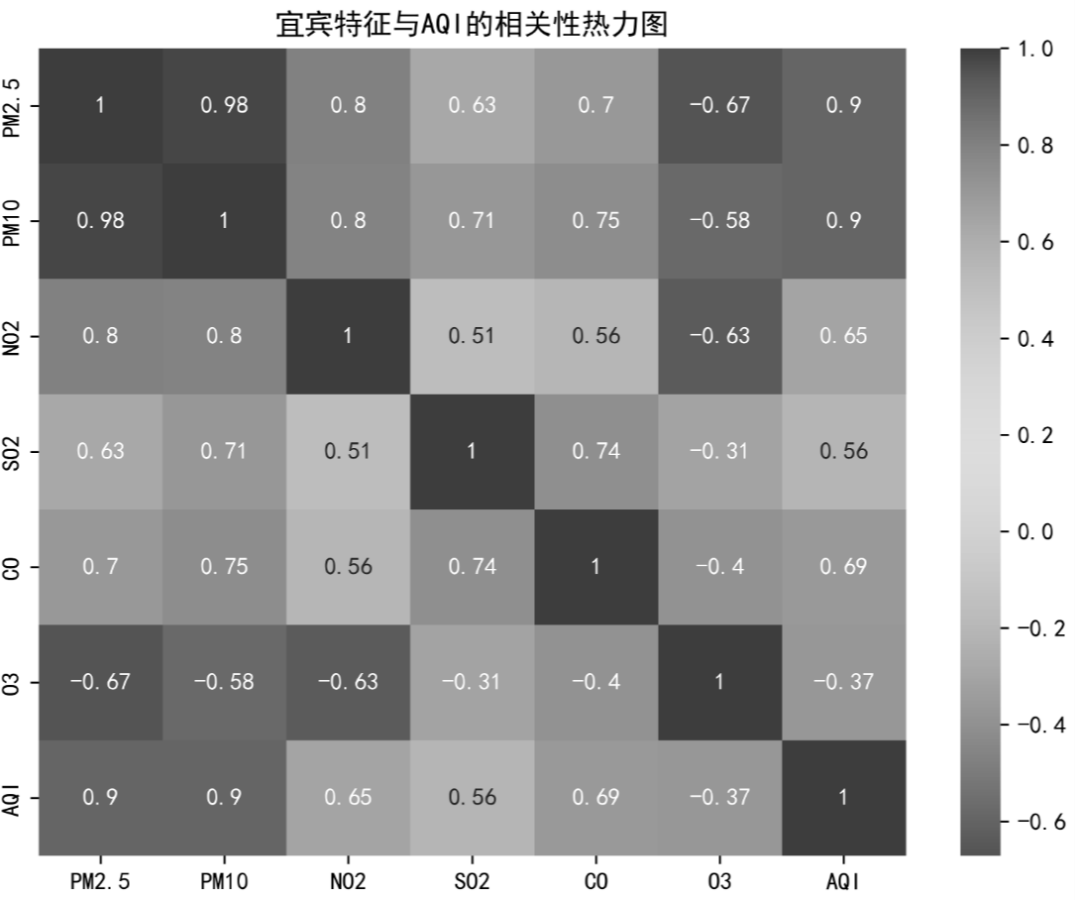 宜宾特征与AQI的相关性热力图
PM2.5 1 0.98 0.8 0.63 0.7 -0.67 0.9
PM10 0.98 1 0.8 0.71 0.75 -0.58 0.9
NO2 0.8 0.8 1 0.51 0.56 -0.63 0.65
SO2 0.63 0.71 0.51 1 0.74 -0.31 0.56
CO 0.7 0.75 0.56 0.74 1 -0.4 0.69
O3 -0.67 -0.58 -0.63 -0.31 -0.4 1 -0.37
AQI 0.9 0.9 0.65 0.56 0.69 -0.37 1
PM2.5 PM10 NO2 SO2 CO O3 AQI
1.0
0.8
0.6
0.4
0.2
0.0
-0.2
-0.4
-0.6